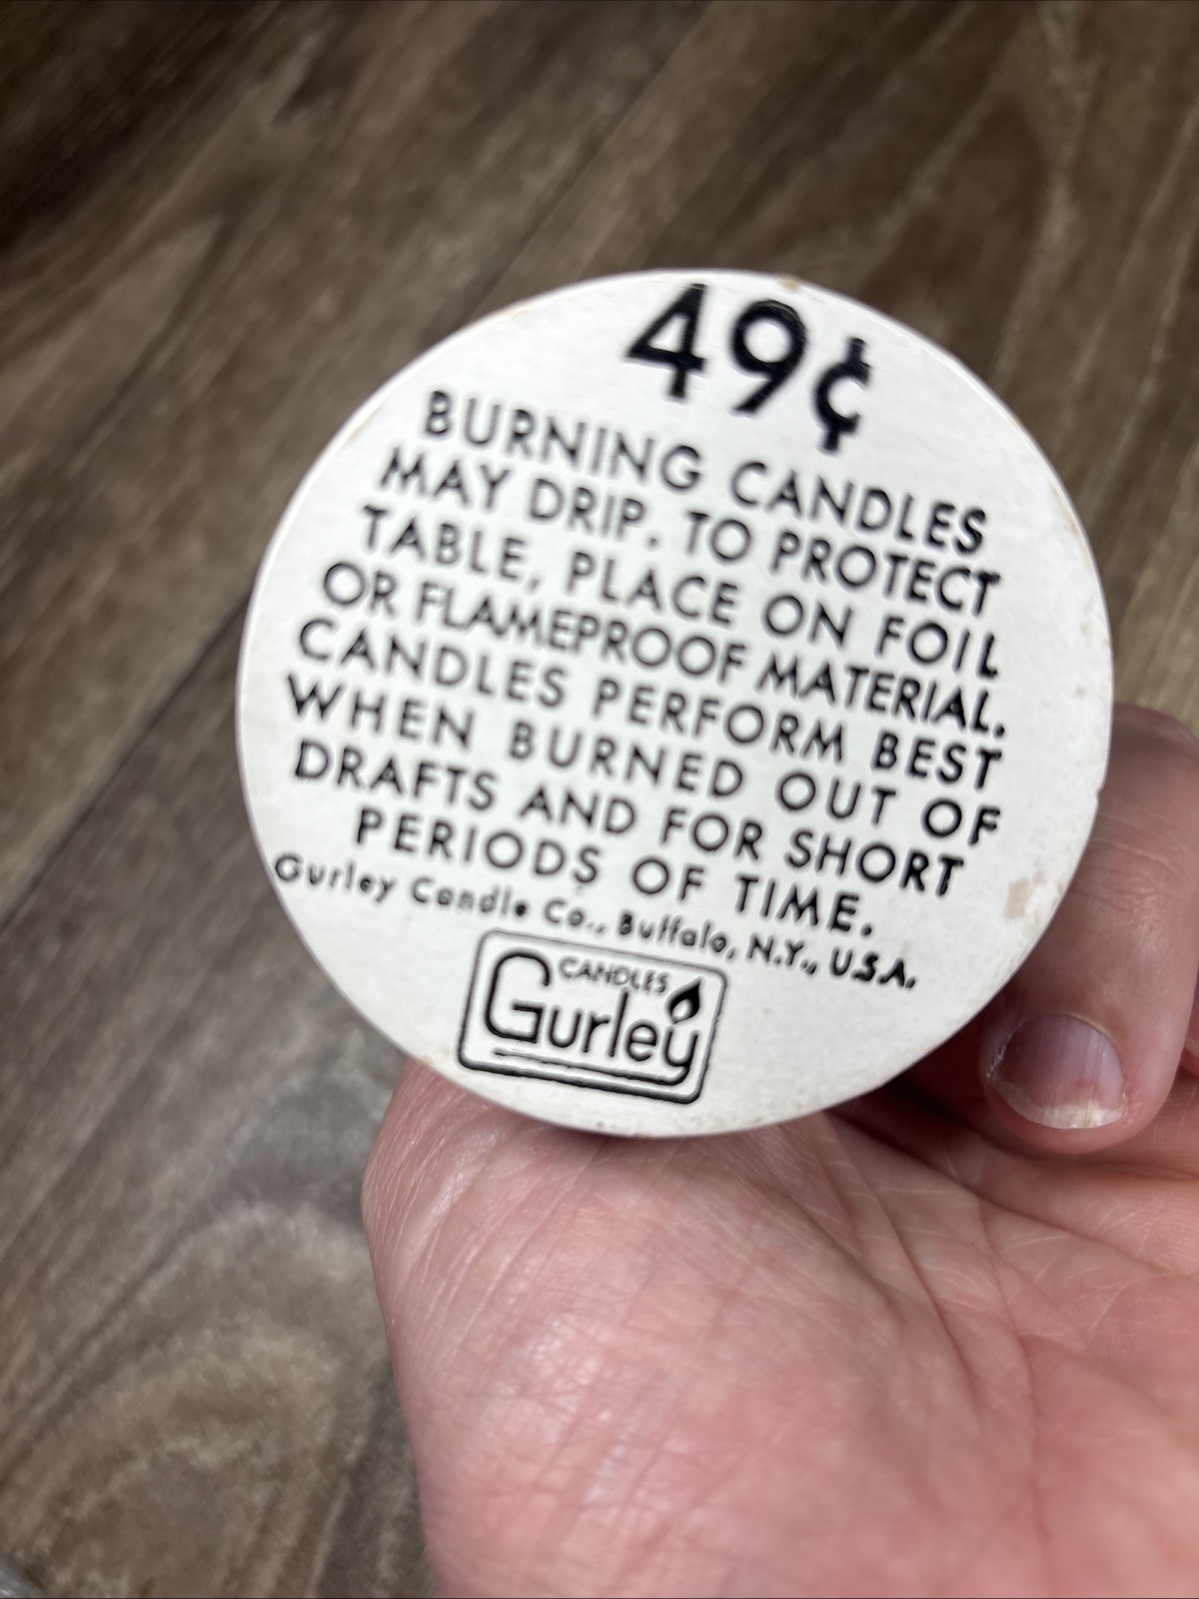 49¢
BURNING CANDLES
MAY DRIP. TO PROTECT
TABLE, PLACE ON FOIL
OR FLAMEPROOF MATERIAL.
CANDLES PERFORM BEST
WHEN BURNED OUT OF
DRAFTS AND FOR SHORT
PERIODS OF TIME.
Gurley Candle Co., Buffalo, N.Y., U.S.A.
CANDLES
Gurley